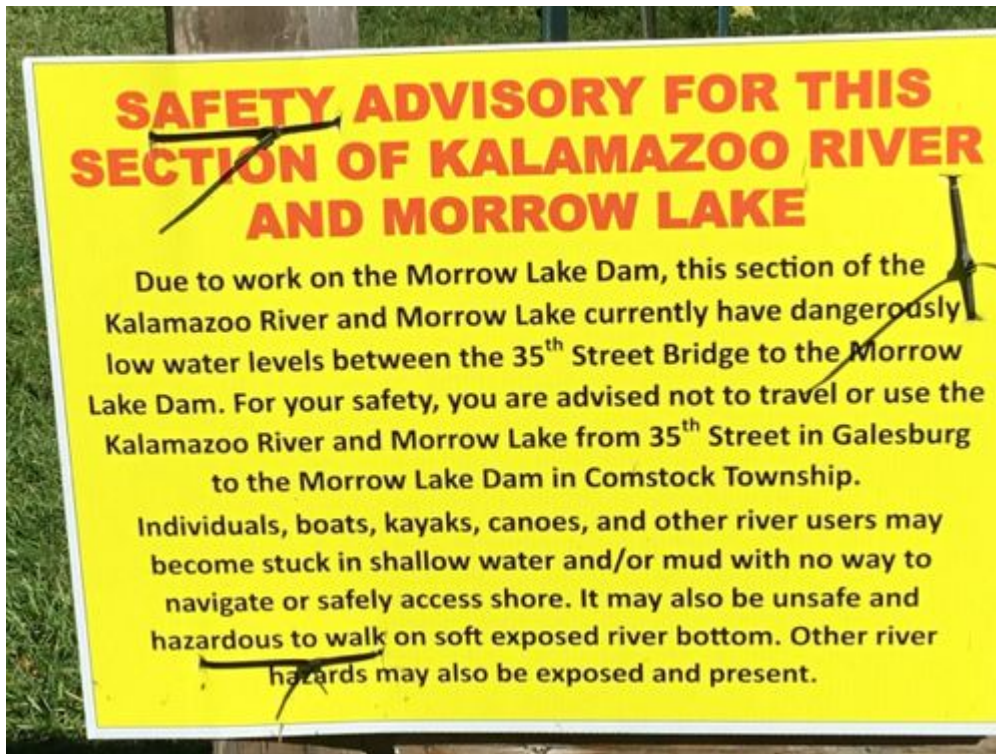 SAFETY ADVISORY FOR THIS
SECTION OF KALAMAZOO RIVER
AND MORROW LAKE
Due to work on the Morrow Lake Dam, this section of the
Kalamazoo River and Morrow Lake currently have dangerously
low water levels between the 35th Street Bridge to the Morrow
Lake Dam. For your safety, you are advised not to travel or use the
Kalamazoo River and Morrow Lake from 35th Street in Galesburg
to the Morrow Lake Dam in Comstock Township.
Individuals, boats, kayaks, canoes, and other river users may
become stuck in shallow water and/or mud with no way to
navigate or safely access shore. It may also be unsafe and
hazardous to walk on soft exposed river bottom. Other river
hazards may also be exposed and present.